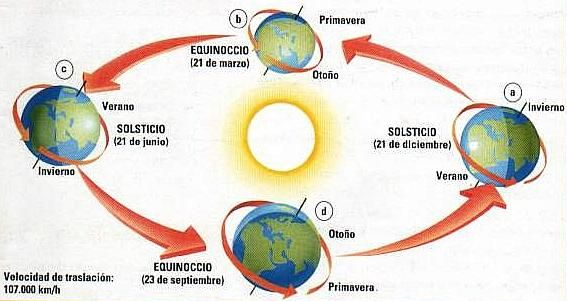 b
Primavera
EQUINOCCIO
(21 de marzo)
Otoño
c
Verano
SOLSTICIO
(21 de junio)
Invierno
a
Invierno
SOLSTICIO
(21 de diciembre)
Verano
d
Otoño
EQUINOCCIO
(23 de septiembre)
Primavera
Velocidad de traslación:
107.000 km/h